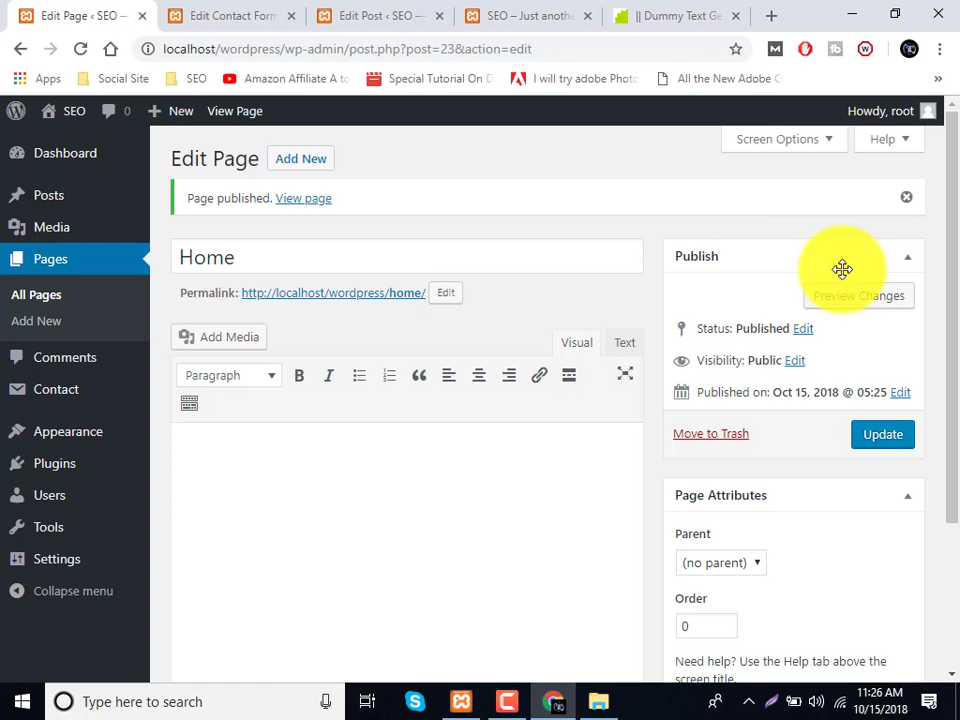 Edit Page < SEO —
Edit Contact Form
Edit Post < SEO —
SEO – Just anothe
|| Dummy Text Ge
localhost/wordpress/wp-admin/post.php?post=23&action=edit
Apps
Social Site
SEO
Amazon Affiliate A to
Special Tutorial On D
I will try adobe Photo
All the New Adobe C
»
SEO
0
New
View Page
Howdy, root
Dashboard
Posts
Media
Pages
All Pages
Add New
Comments
Contact
Appearance
Plugins
Users
Tools
Settings
Collapse menu
Screen Options
Help
Edit Page
Add New
Page published. View page
Home
Permalink: http://localhost/wordpress/home/ Edit
Add Media
Visual
Text
Paragraph
B
I
Publish
Preview Changes
Status: Published Edit
Visibility: Public Edit
Published on: Oct 15, 2018 @ 05:25 Edit
Move to Trash
Update
Page Attributes
Parent
(no parent)
Order
0
Need help? Use the Help tab above the
screen title.
Type here to search
11:26 AM
10/15/2018